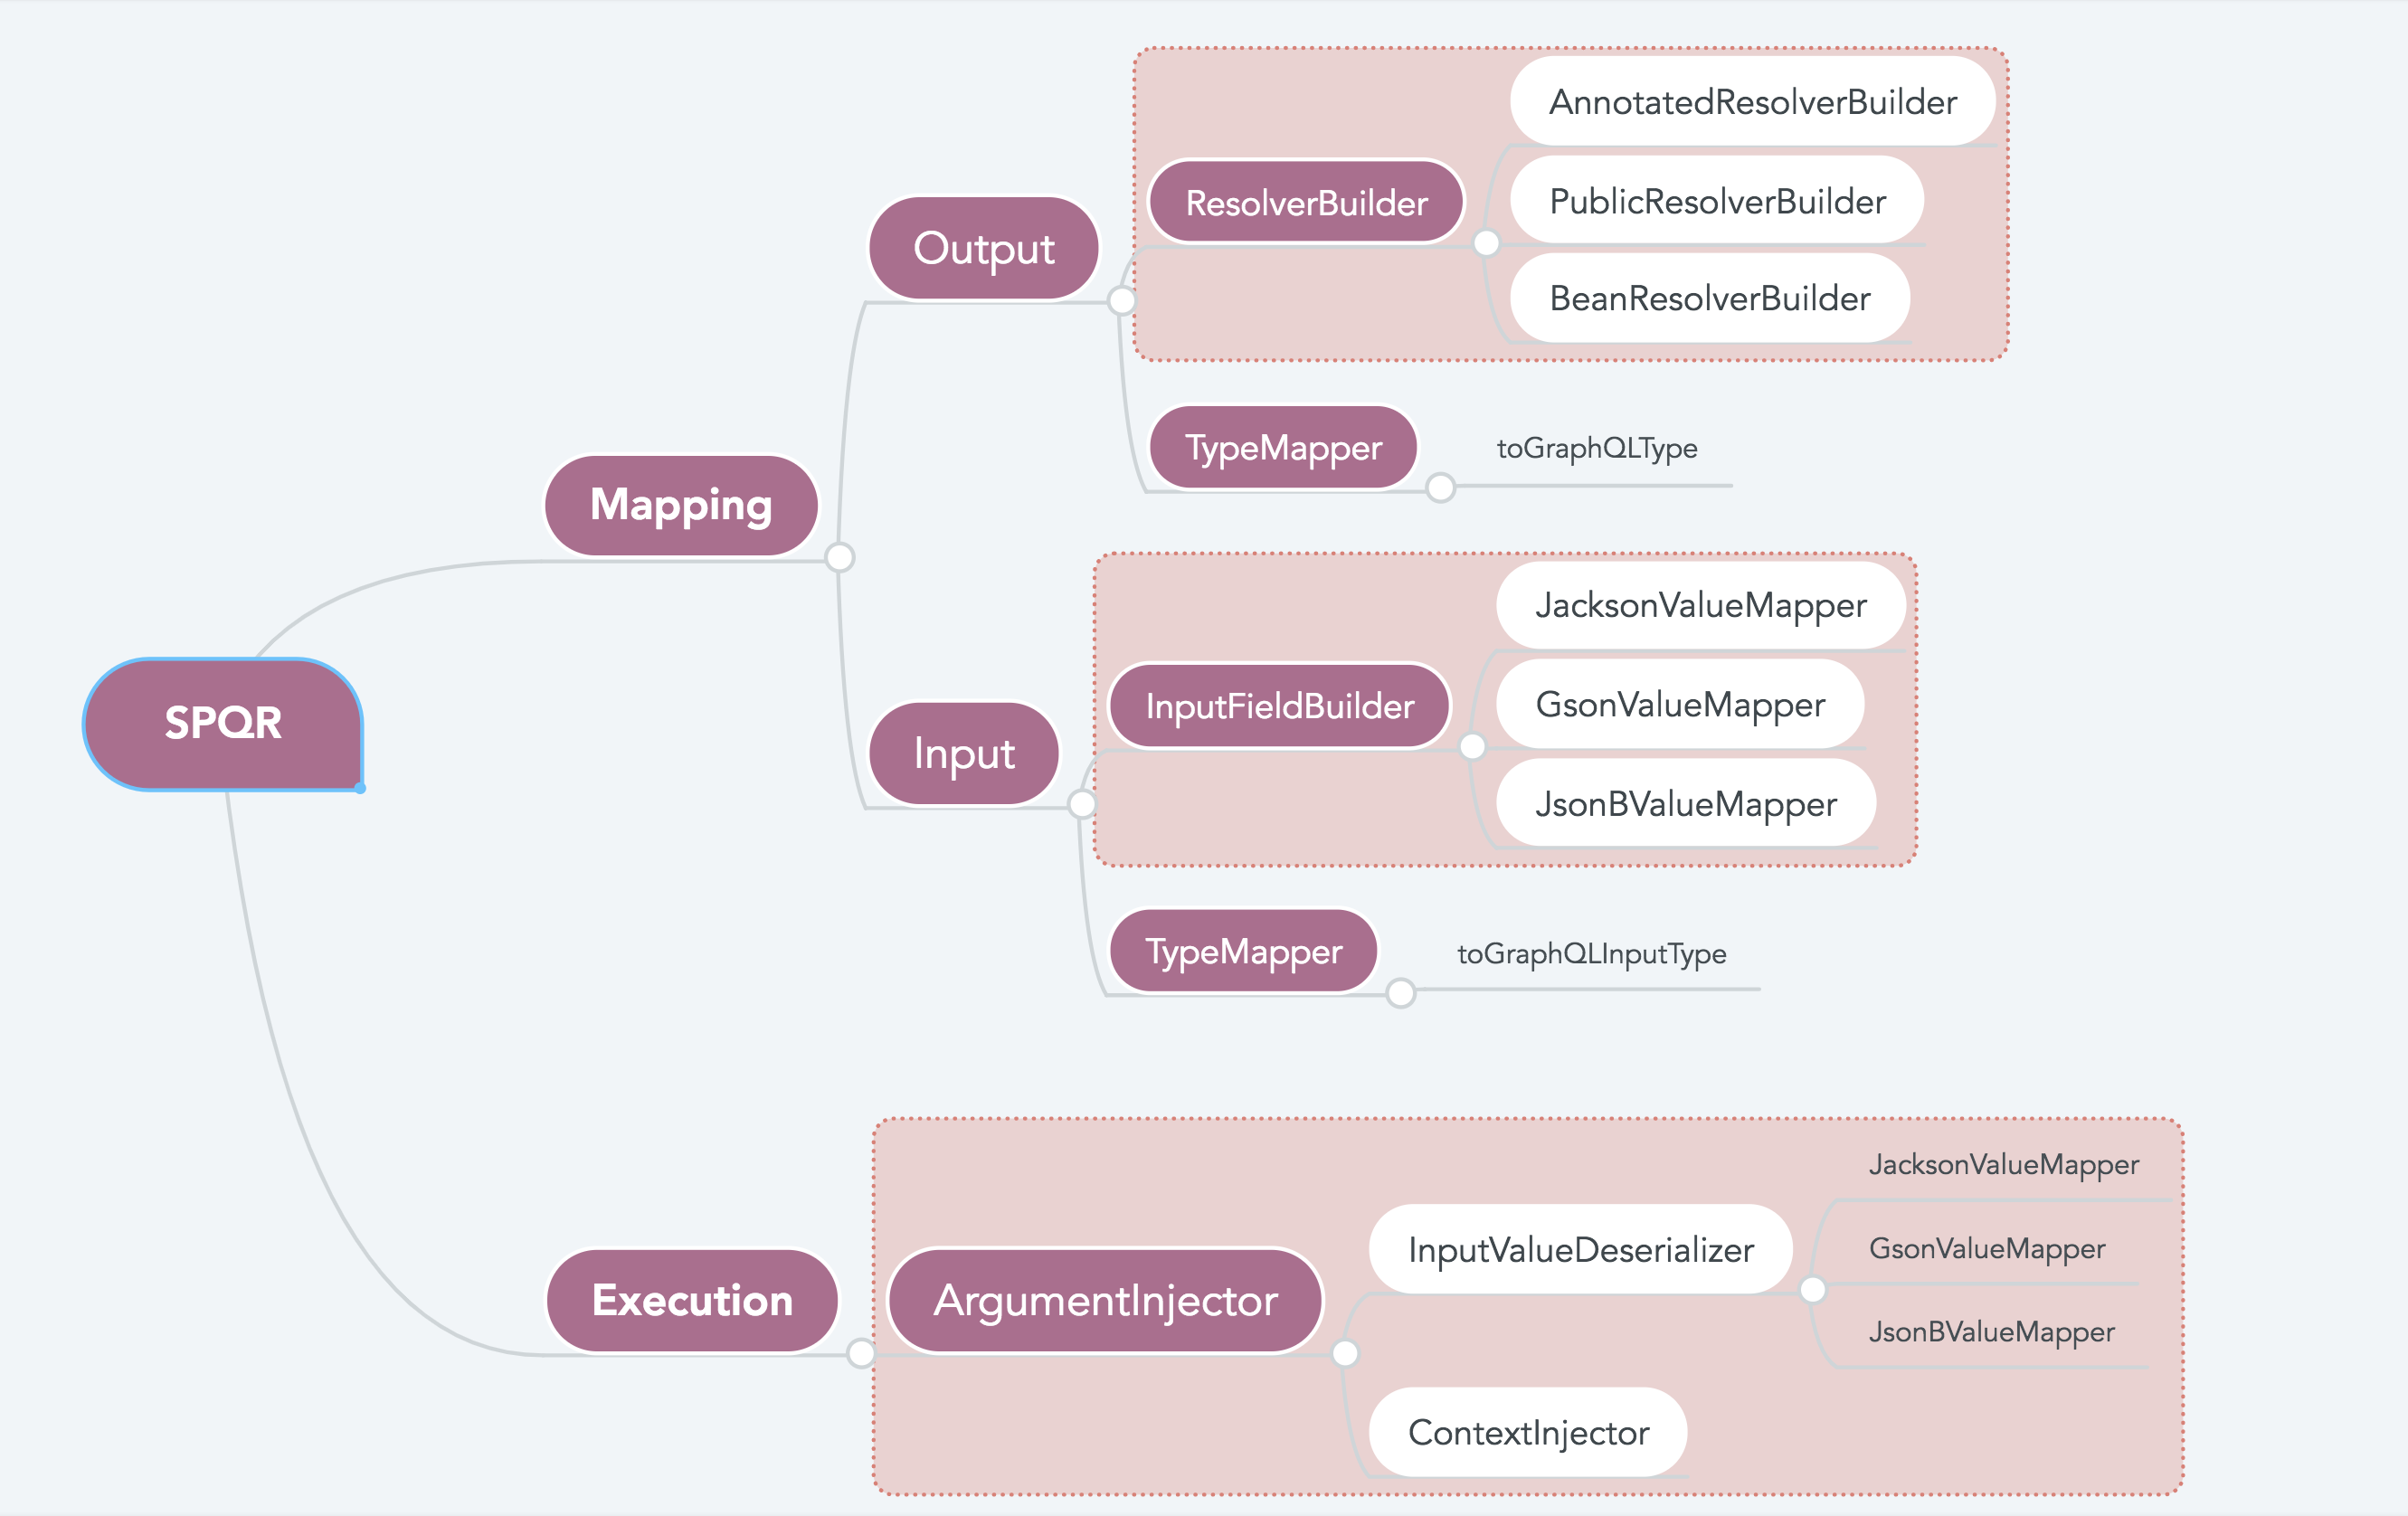 SPQR
Mapping
Output
ResolverBuilder
AnnotatedResolverBuilder
PublicResolverBuilder
BeanResolverBuilder
TypeMapper
toGraphQLType
Input
InputFieldBuilder
JacksonValueMapper
GsonValueMapper
JsonBValueMapper
TypeMapper
toGraphQLInputType
Execution
ArgumentInjector
InputValueDeserializer
JacksonValueMapper
GsonValueMapper
JsonBValueMapper
ContextInjector